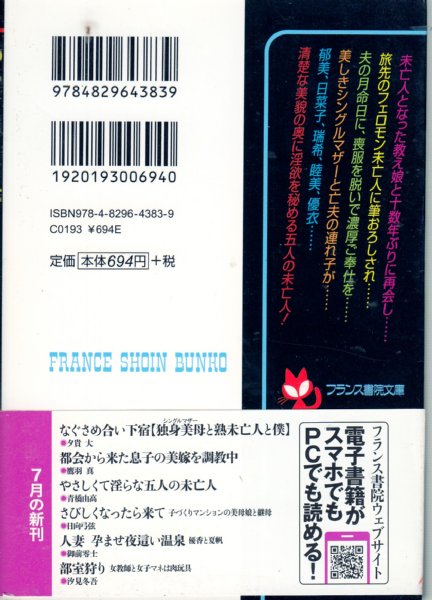 未亡人となった教え娘と十数年ぶりに再会し……
旅先のフェロモン未亡人に筆おろしされ……
夫の月命日に、喪服を脱いで濃厚ご奉仕を……
美しきシングルマザーと亡夫の連れ子が……
郁美、日菜子、瑞希、睦美、優衣……
清楚な美貌の奥に淫欲を秘める五人の未亡人!
9784829643839
1920193006940
ISBN978-4-8296-4383-9
C0193 ¥694E
定価 本体694円 +税
FRANCE SHOIN BUNKO
フランス書院文庫
7月の新刊
シングルマザー
なぐさめ合い下宿【独身美母と熟未亡人と僕】
夕貴 大
都会から来た息子の美嫁を調教中
鷹羽 真
やさしくて淫らな五人の未亡人
青橋由高
さびしくなったら来て 子づくりマンションの美母娘と継母
日向弓弦
人妻 孕ませ夜這い温泉 優香と夏帆
御前零士
部室狩り 女教師と女子マネは肉玩具
汐見冬吾
フランス書院ウェブサイト
電子書籍が
スマホでも
PCでも読める!